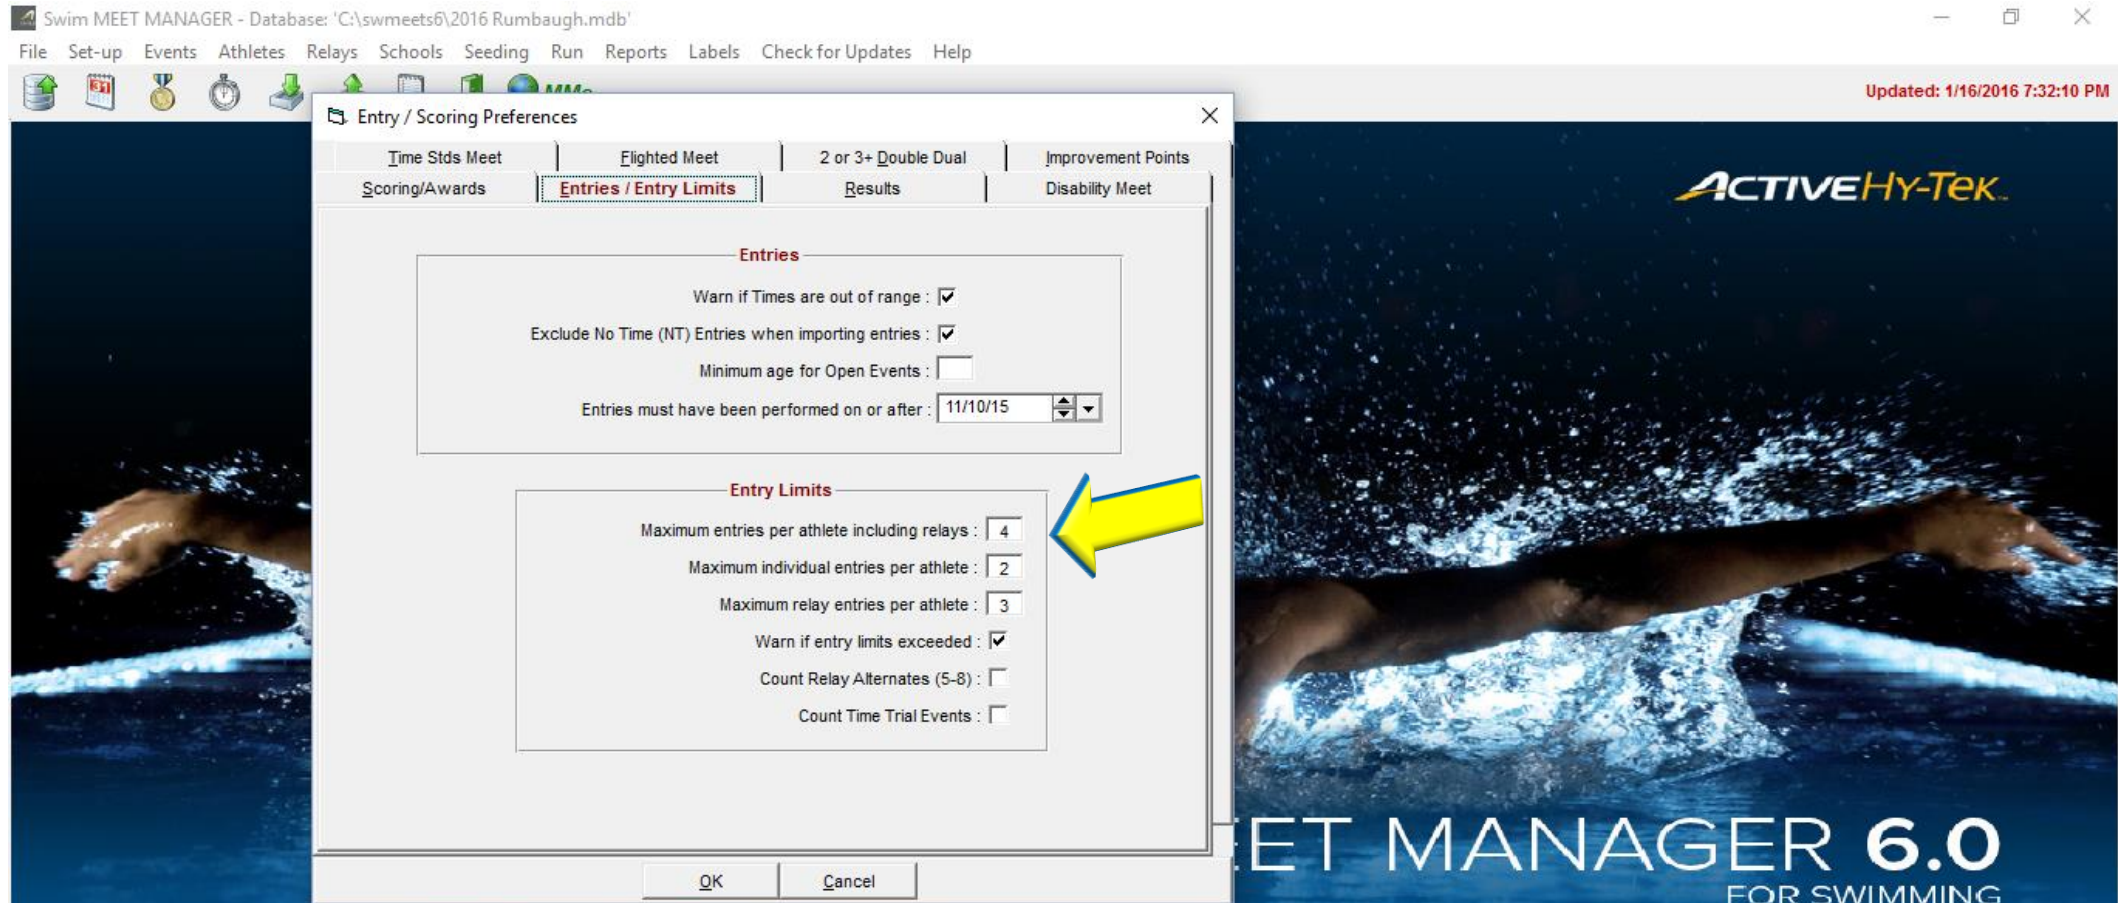 Swim MEET MANAGER - Database: 'C:\swmeets6\2016 Rumbaugh.mdb'
File Set-up Events Athletes Relays Schools Seeding Run Reports Labels Check for Updates Help
31
Updated: 1/16/2016 7:32:10 PM
Entry / Scoring Preferences
Time Stds Meet Flighted Meet 2 or 3+ Double Dual Improvement Points
Scoring/Awards Entries / Entry Limits Results Disability Meet
ACTIVE HY-TEK
Entries
Warn if Times are out of range :
Exclude No Time (NT) Entries when importing entries :
Minimum age for Open Events :
Entries must have been performed on or after : 11/10/15
Entry Limits
Maximum entries per athlete including relays : 4
Maximum individual entries per athlete : 2
Maximum relay entries per athlete : 3
Warn if entry limits exceeded :
Count Relay Alternates (5-8) :
Count Time Trial Events :
EET MANAGER 6.0
FOR SWIMMING
OK Cancel